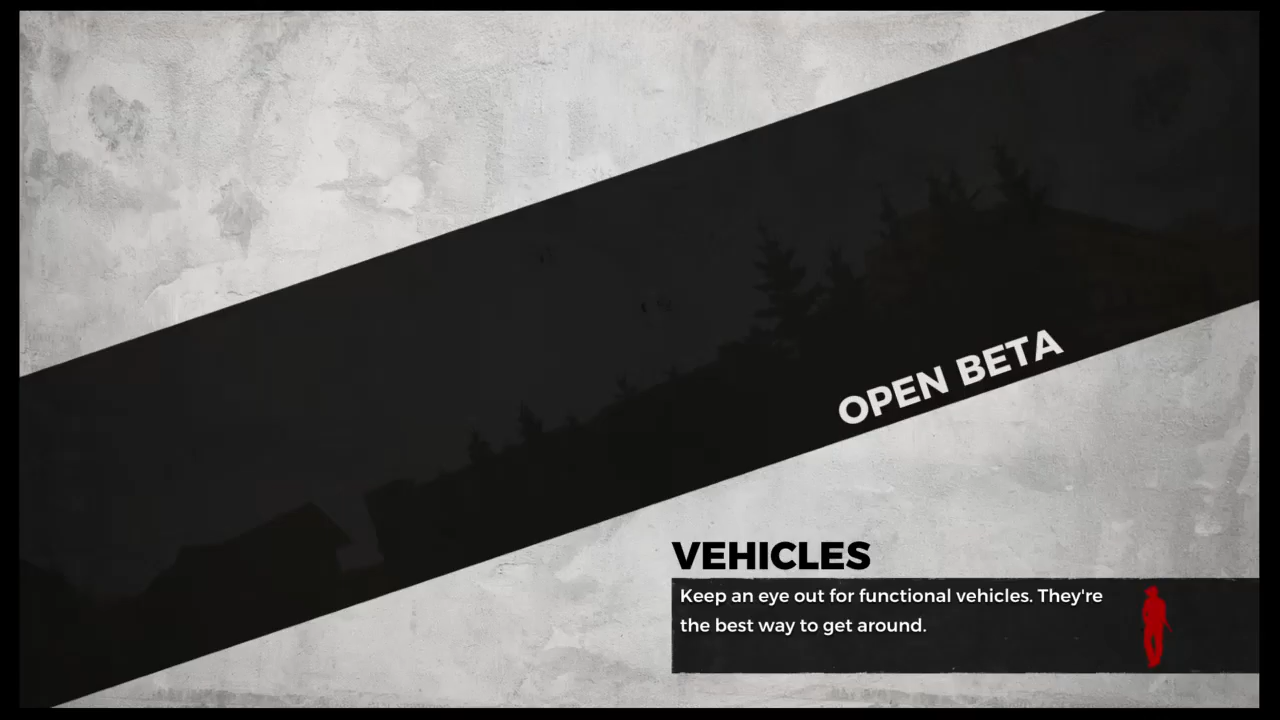 OPEN BETA
VEHICLES
Keep an eye out for functional vehicles. They're
the best way to get around.